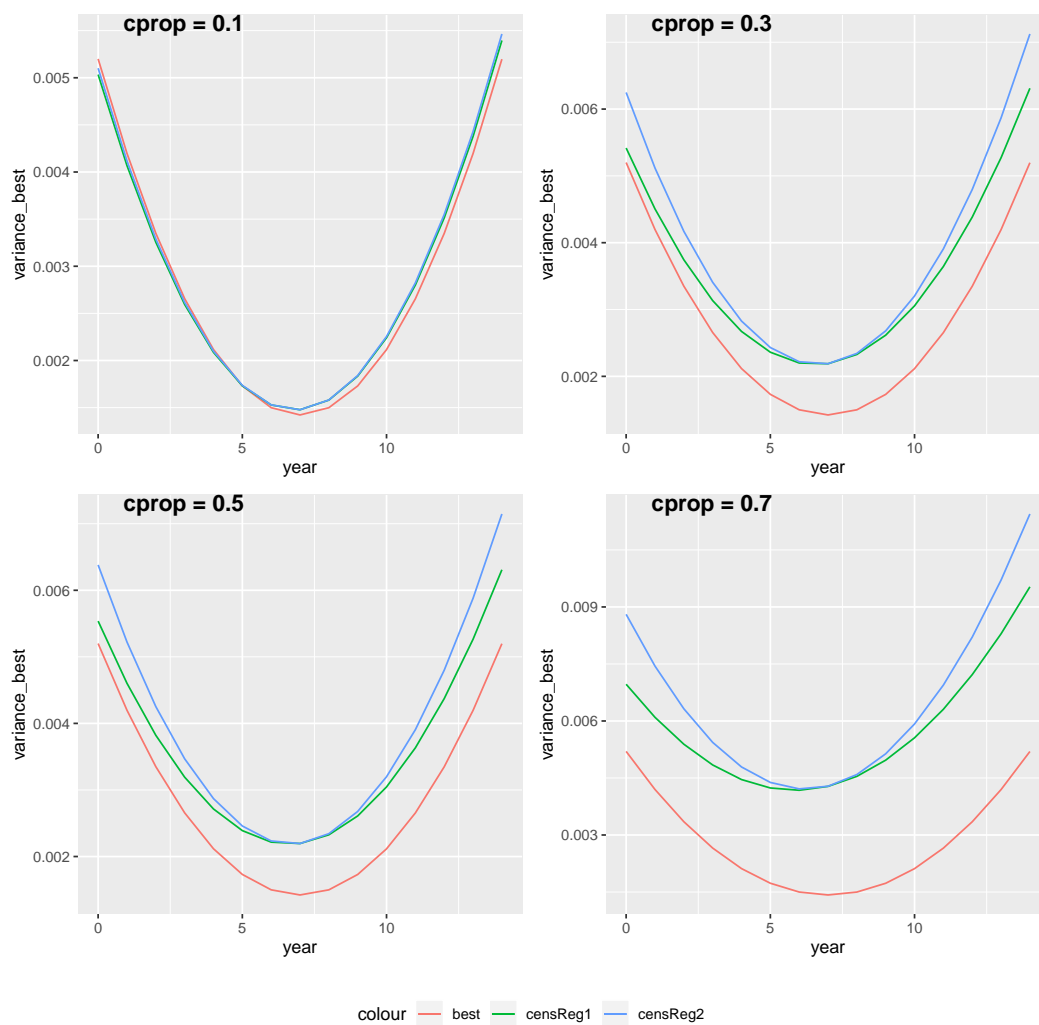 cprop = 0.1
0.005
0.004
0.003
0.002
variance_best
0 5 10
year
cprop = 0.3
0.006
0.004
0.002
variance_best
0 5 10
year
cprop = 0.5
0.006
0.004
0.002
variance_best
0 5 10
year
cprop = 0.7
0.009
0.006
0.003
variance_best
0 5 10
year
colour best censReg1 censReg2